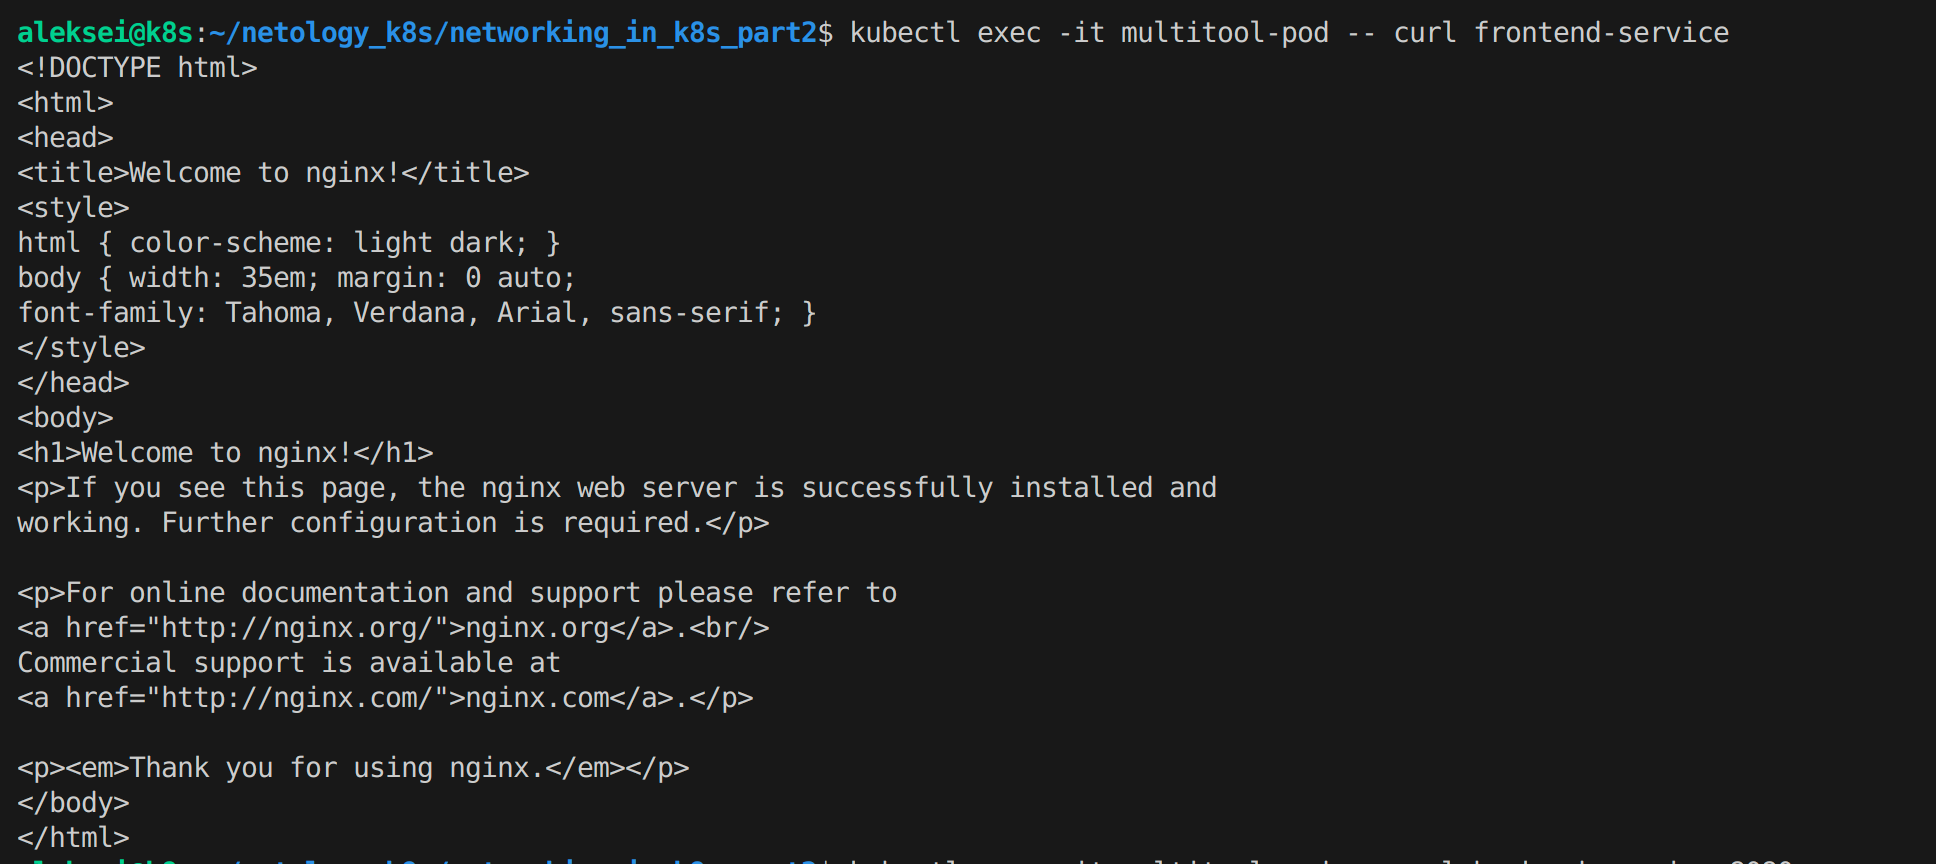 aleksei@k8s:~/netology_k8s/networking_in_k8s_part2$ kubectl exec -it multitool-pod -- curl frontend-service
<!DOCTYPE html>
<html>
<head>
<title>Welcome to nginx!</title>
<style>
html { color-scheme: light dark; }
body { width: 35em; margin: 0 auto;
font-family: Tahoma, Verdana, Arial, sans-serif; }
</style>
</head>
<body>
<h1>Welcome to nginx!</h1>
<p>If you see this page, the nginx web server is successfully installed and
working. Further configuration is required.</p>

<p>For online documentation and support please refer to
<a href="http://nginx.org/">nginx.org</a>.<br/>
Commercial support is available at
<a href="http://nginx.com/">nginx.com</a>.</p>

<p><em>Thank you for using nginx.</em></p>
</body>
</html>